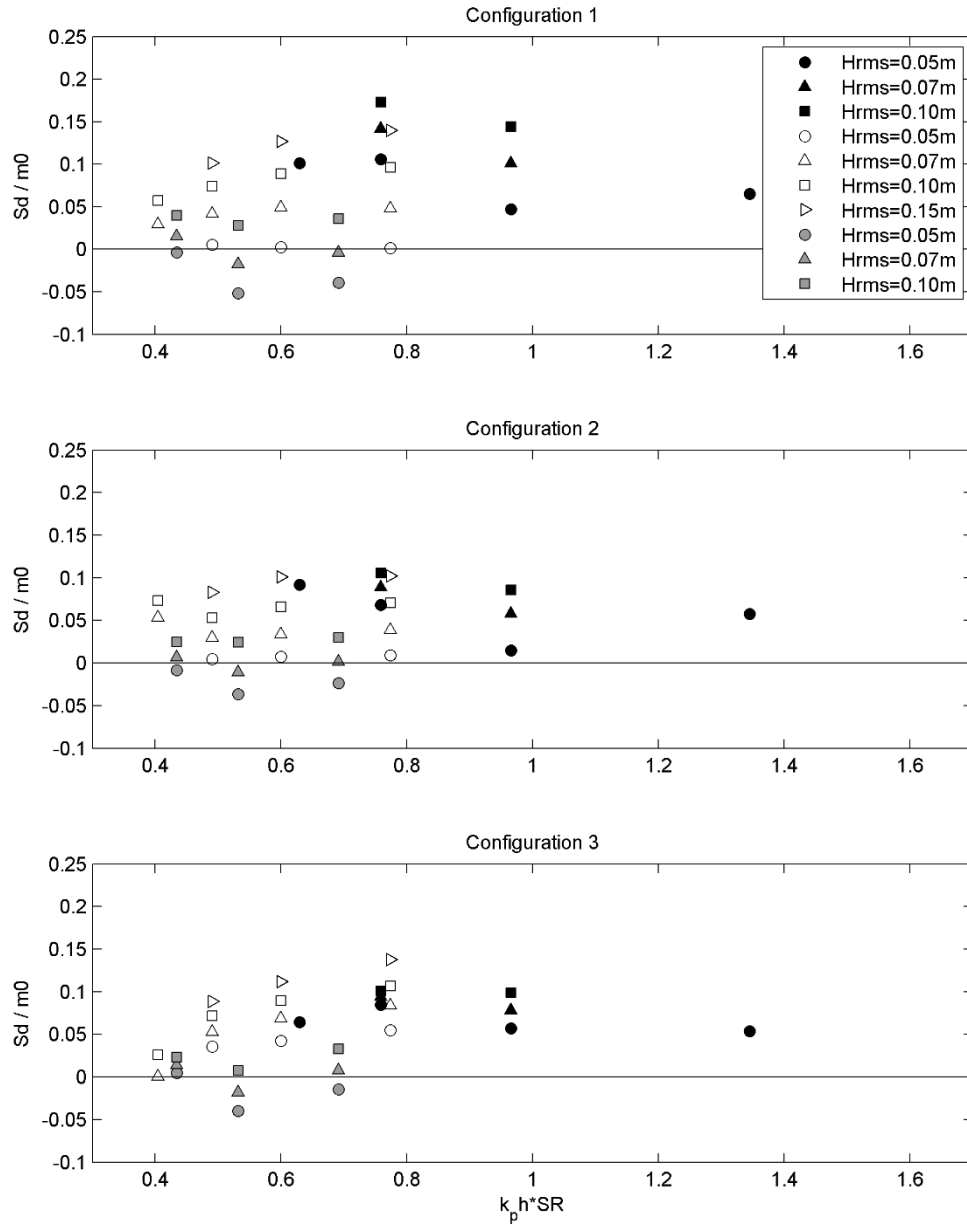 Configuration 1
0.25
0.2
0.15
0.1
0.05
0
-0.05
-0.1
Sd / m0
0.4 0.6 0.8 1 1.2 1.4 1.6
Hrms=0.05m
Hrms=0.07m
Hrms=0.10m
Hrms=0.05m
Hrms=0.07m
Hrms=0.10m
Hrms=0.15m
Hrms=0.05m
Hrms=0.07m
Hrms=0.10m
Configuration 2
0.25
0.2
0.15
0.1
0.05
0
-0.05
-0.1
Sd / m0
0.4 0.6 0.8 1 1.2 1.4 1.6
Configuration 3
0.25
0.2
0.15
0.1
0.05
0
-0.05
-0.1
Sd / m0
0.4 0.6 0.8 1 1.2 1.4 1.6
k_ph*SR